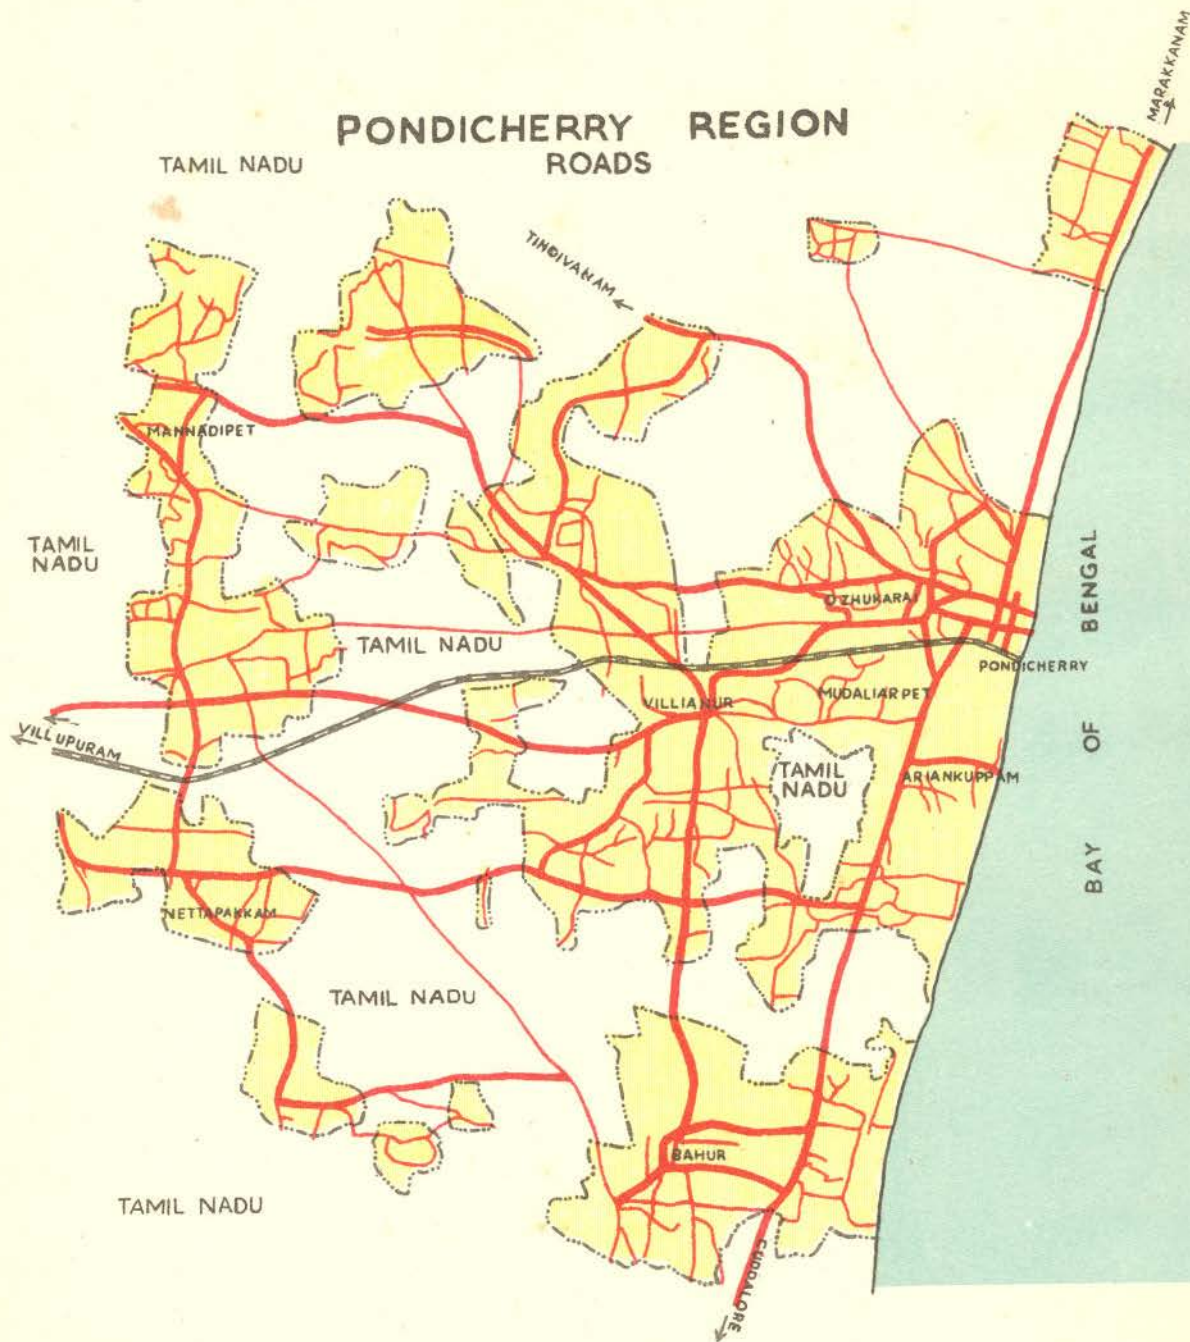 MARAKKANAM
PONDICHERRY REGION
ROADS
TAMIL NADU
TINDIVANAM
MANNADIPET
TAMIL
NADU
OZHUKARAI
BAY OF BENGAL
TAMIL NADU
PONDICHERRY
VILLIANUR
MUDALIARPET
VILLUPURAM
TAMIL
NADU
ARIANKUPPAM
NETTAPAKKAM
TAMIL NADU
BAHUR
TAMIL NADU
CUDDALORE